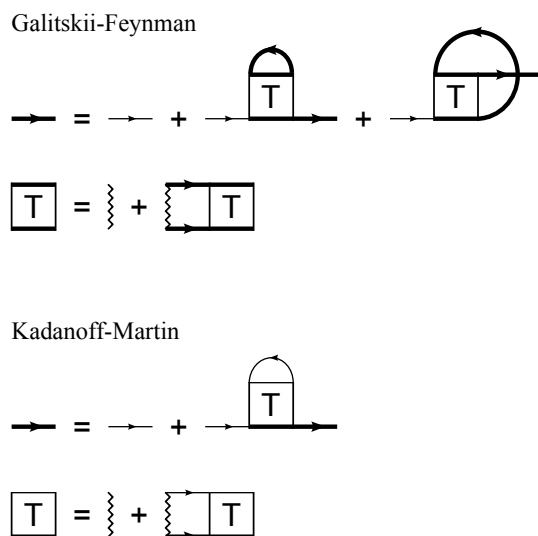 Galitskii-Feynman
T T
= + +
T = + T
Kadanoff-Martin
T
= +
T = + T